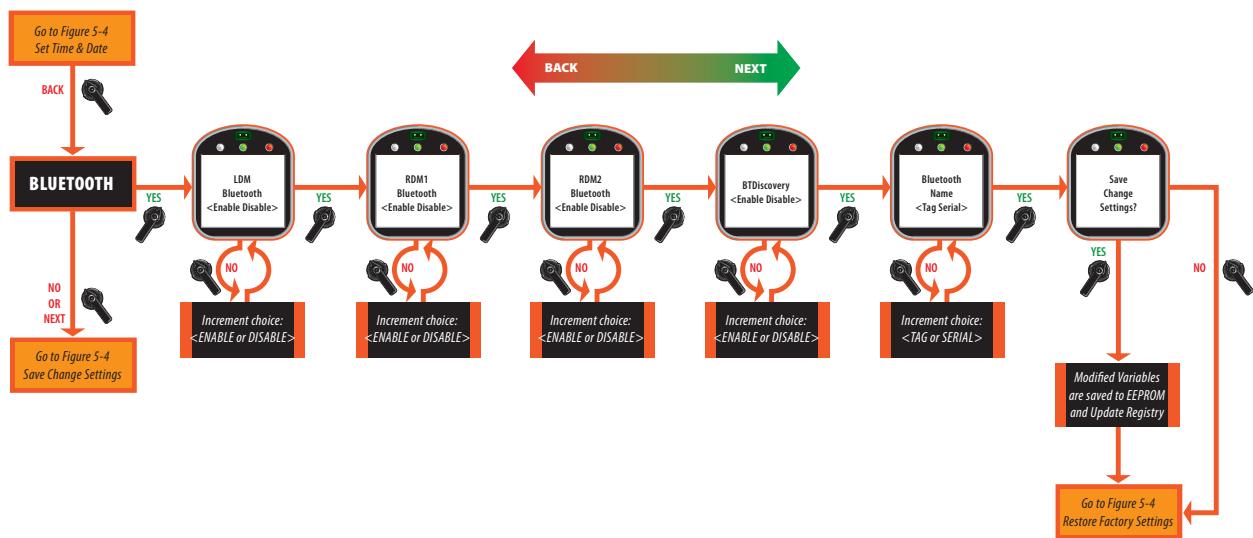 Go to Figure 5-4
Set Time & Date
BACK
BACK
NEXT
BLUETOOTH
YES
LDM
Bluetooth
<Enable Disable>
YES
RDM1
Bluetooth
<Enable Disable>
YES
RDM2
Bluetooth
<Enable Disable>
YES
BTDiscovery
<Enable Disable>
YES
Bluetooth
Name
<Tag Serial>
YES
Save
Change
Settings?
NO
OR
NEXT
NO
NO
NO
NO
NO
YES
NO
Increment choice:
<ENABLE or DISABLE>
Increment choice:
<ENABLE or DISABLE>
Increment choice:
<ENABLE or DISABLE>
Increment choice:
<ENABLE or DISABLE>
Increment choice:
<TAG or SERIAL>
Go to Figure 5-4
Save Change Settings
Modified Variables
are saved to EEPROM
and Update Registry
Go to Figure 5-4
Restore Factory Settings